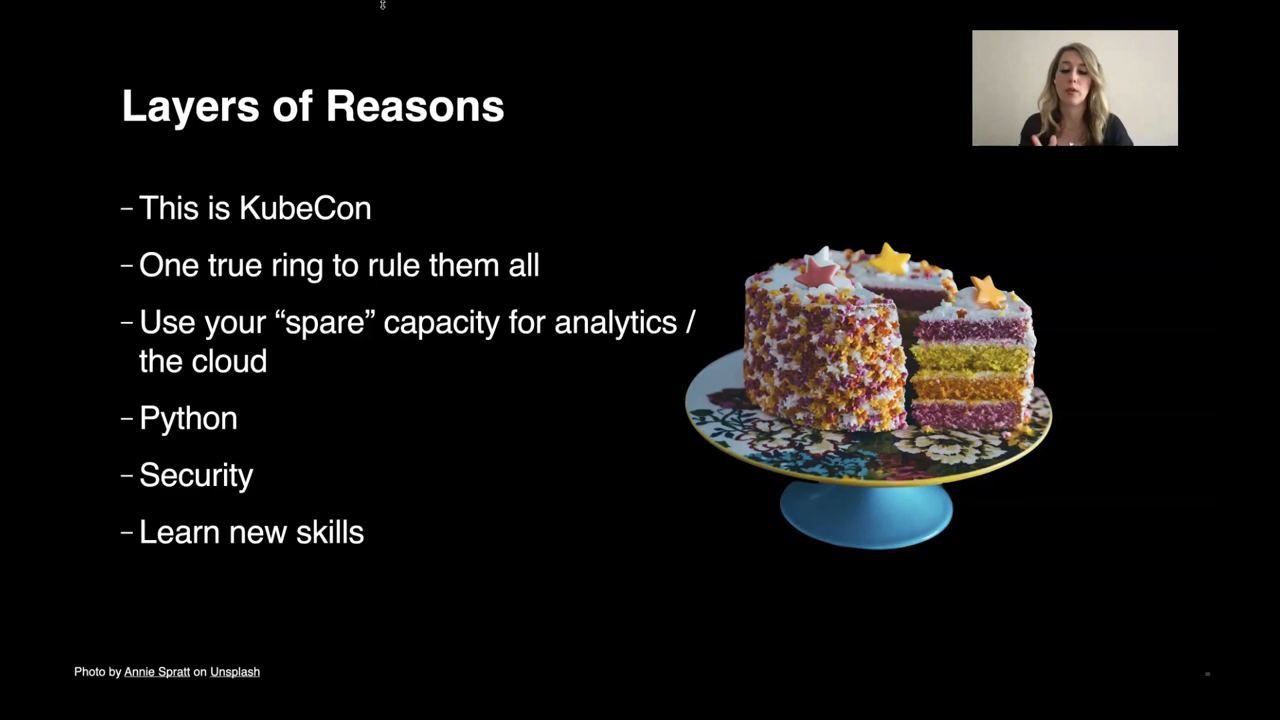 Layers of Reasons
– This is KubeCon
– One true ring to rule them all
– Use your “spare” capacity for analytics /
the cloud
– Python
– Security
– Learn new skills
Photo by Annie Spratt on Unsplash